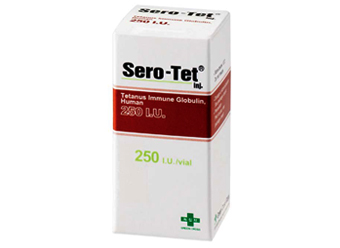 Sero-Tet®
Inj.
Tetanus Immune Globulin,
Human
250 I.U.
250 I.U./vial